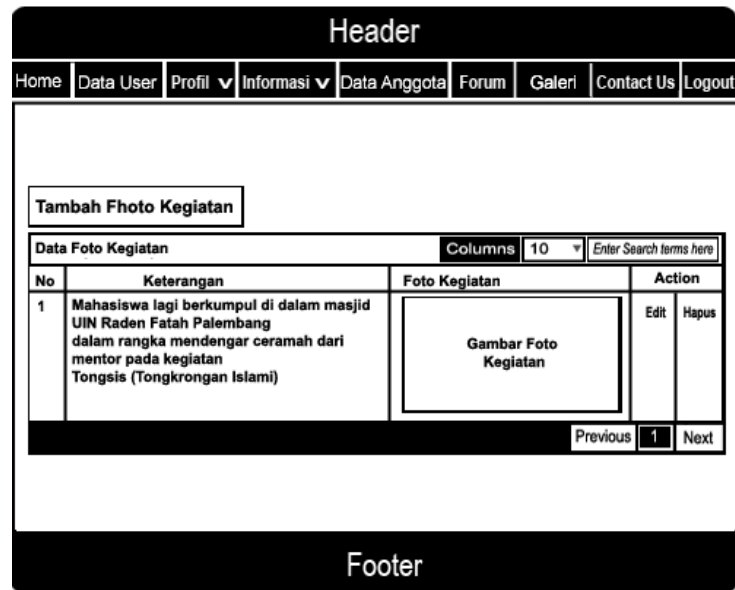 Header
Home Data User Profil v Informasi v Data Anggota Forum Galeri Contact Us Logout
Tambah Fhoto Kegiatan
Data Foto Kegiatan Columns 10 Enter Search terms here
No Keterangan Foto Kegiatan Action
1 Mahasiswa lagi berkumpul di dalam masjid
UIN Raden Fatah Palembang
dalam rangka mendengar ceramah dari
mentor pada kegiatan
Tongsis (Tongkrongan Islami)
Gambar Foto
Kegiatan
Edit Hapus
Previous 1 Next
Footer